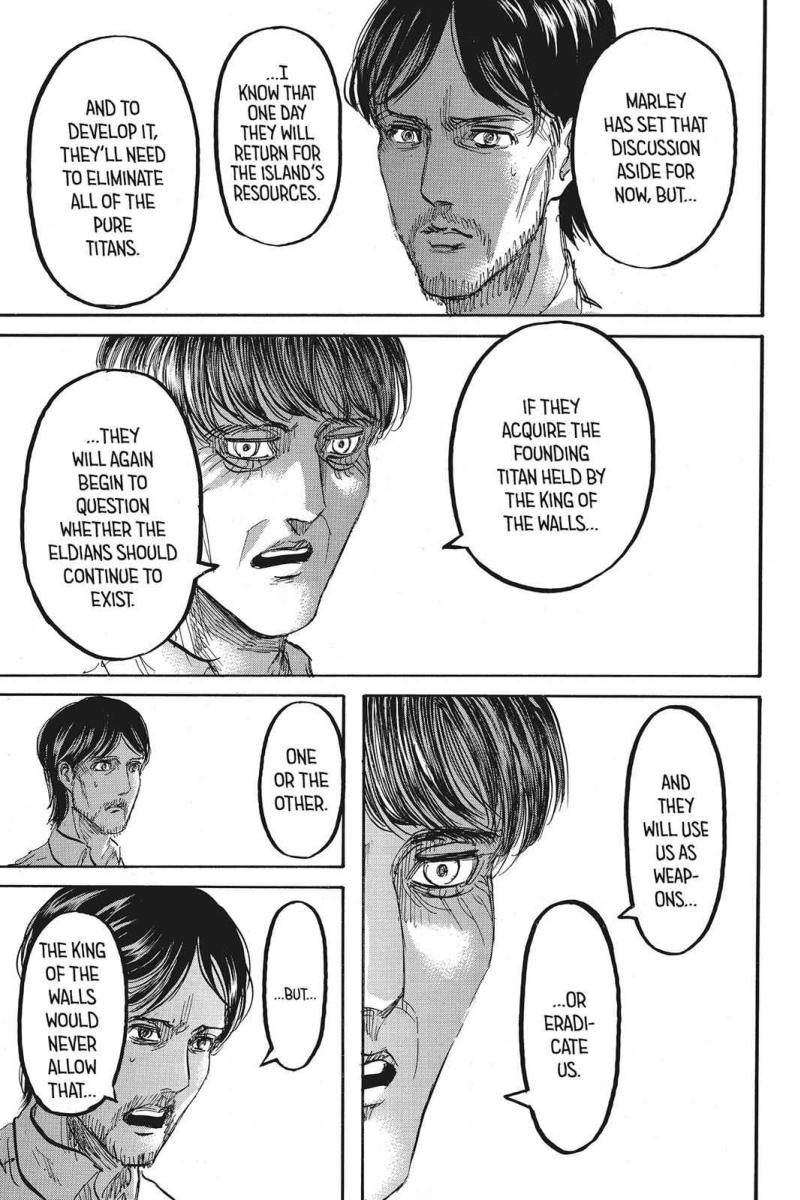 MARLEY
HAS SET THAT
DISCUSSION
ASIDE FOR
NOW, BUT...
...I
KNOW THAT
ONE DAY
THEY WILL
RETURN FOR
THE ISLAND'S
RESOURCES.
AND TO
DEVELOP IT,
THEY'LL NEED
TO ELIMINATE
ALL OF THE
PURE
TITANS.
IF THEY
ACQUIRE THE
FOUNDING
TITAN HELD BY
THE KING OF
THE WALLS...
...THEY
WILL AGAIN
BEGIN TO
QUESTION
WHETHER THE
ELDIANS SHOULD
CONTINUE TO
EXIST.
AND
THEY
WILL USE
US AS
WEAP-
ONS...
...OR
ERADI-
CATE
US.
ONE
OR THE
OTHER.
...BUT...
THE KING
OF THE
WALLS
WOULD
NEVER
ALLOW
THAT...